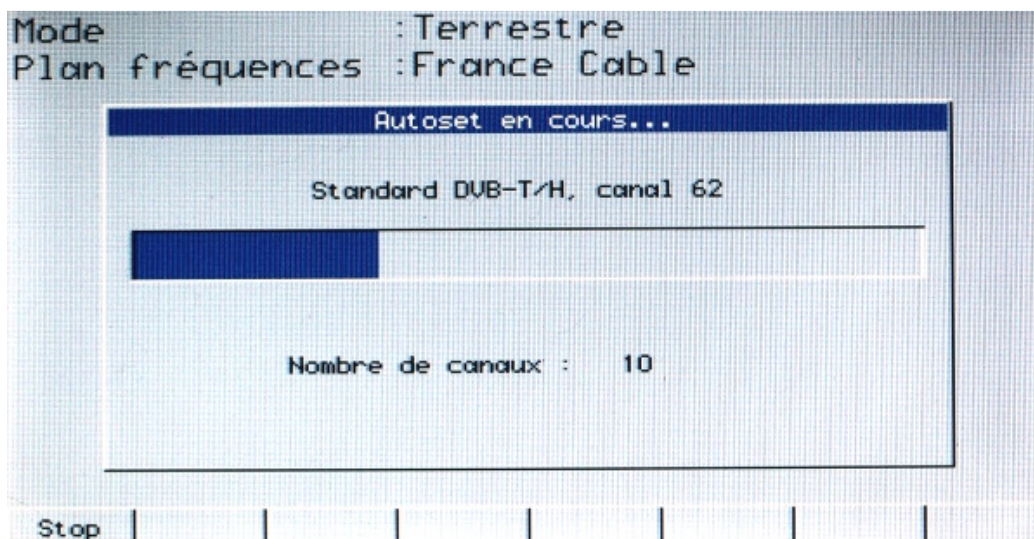 Mode :Terrestre
Plan fréquences :France Cable
Autoset en cours...
Standard DVB-T/H, canal 62
Nombre de canaux : 10
Stop